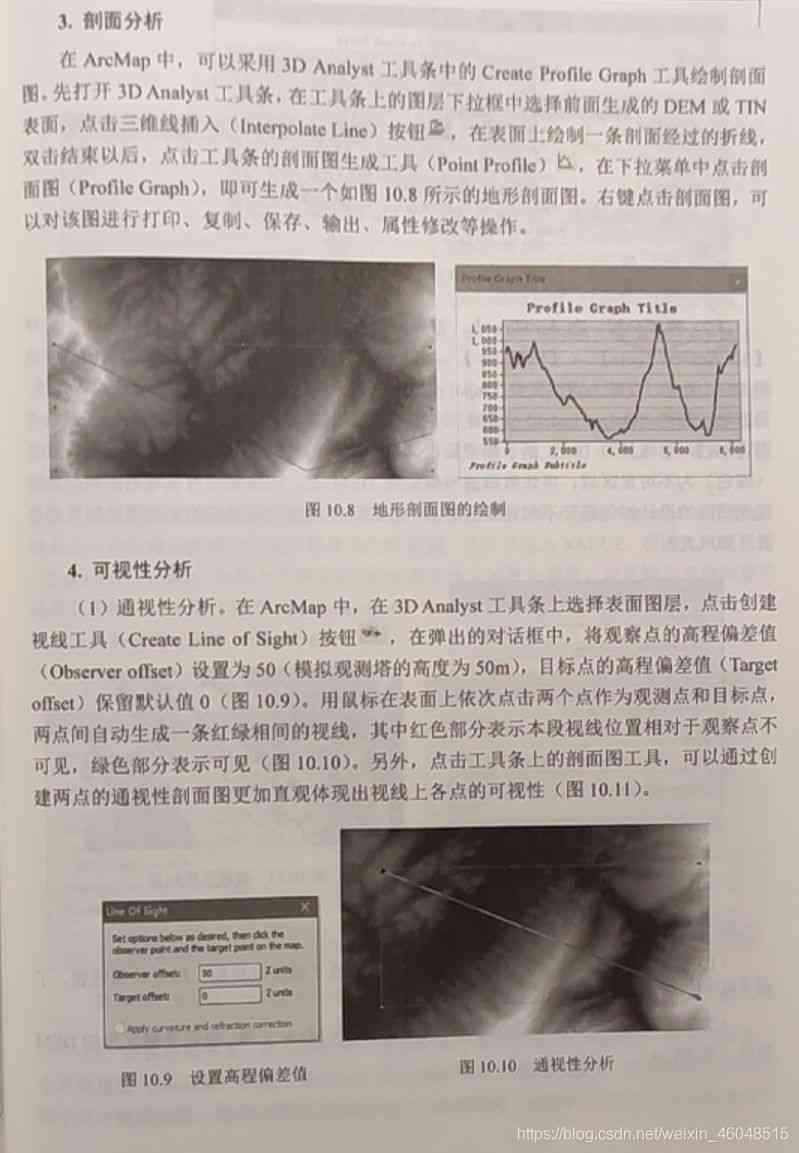 3. 剖面分析
在 ArcMap 中，可以采用 3D Analyst 工具条中的 Create Profile Graph 工具绘制剖面
图。先打开 3D Analyst 工具条，在工具条上的图层下拉框中选择前面生成的 DEM 或 TIN
表面，点击三维线插入（Interpolate Line）按钮，在表面上绘制一条剖面经过的折线，
双击结束以后，点击工具条的剖面图生成工具（Point Profile），在下拉菜单中点击剖
面图（Profile Graph），即可生成一个如图 10.8 所示的地形剖面图。右键点击剖面图，可
以对该图进行打印、复制、保存、输出、属性修改等操作。
Profile Graph Title
Profile Graph Title
1,050
1,000
950
900
850
800
750
700
650
600
550
0 2,000 4,000 6,000 8,000
Profile Graph Subtitle
图 10.8 地形剖面图的绘制
4. 可视性分析
（1）通视性分析。在 ArcMap 中，在 3D Analyst 工具条上选择表面图层，点击创建
视线工具（Create Line of Sight）按钮，在弹出的对话框中，将观察点的高程偏差值
（Observer offset）设置为 50（模拟观测塔的高度为 50m），目标点的高程偏差值（Target
offset）保留默认值 0（图 10.9）。用鼠标在表面上依次点击两个点作为观测点和目标点，
两点间自动生成一条红绿相间的视线，其中红色部分表示本段视线位置相对于观察点不
可见，绿色部分表示可见（图 10.10）。另外，点击工具条上的剖面图工具，可以通过创
建两点的通视性剖面图更加直观体现出视线上各点的可视性（图 10.11）。
Line Of Sight
Set options below as desired, then click the
observer point and the target point on the map.
Observer offset: 50 Z units
Target offset: 0 Z units
Apply curvature and refraction correction
图 10.9 设置高程偏差值
图 10.10 通视性分析
https://blog.csdn.net/weixin_46048515